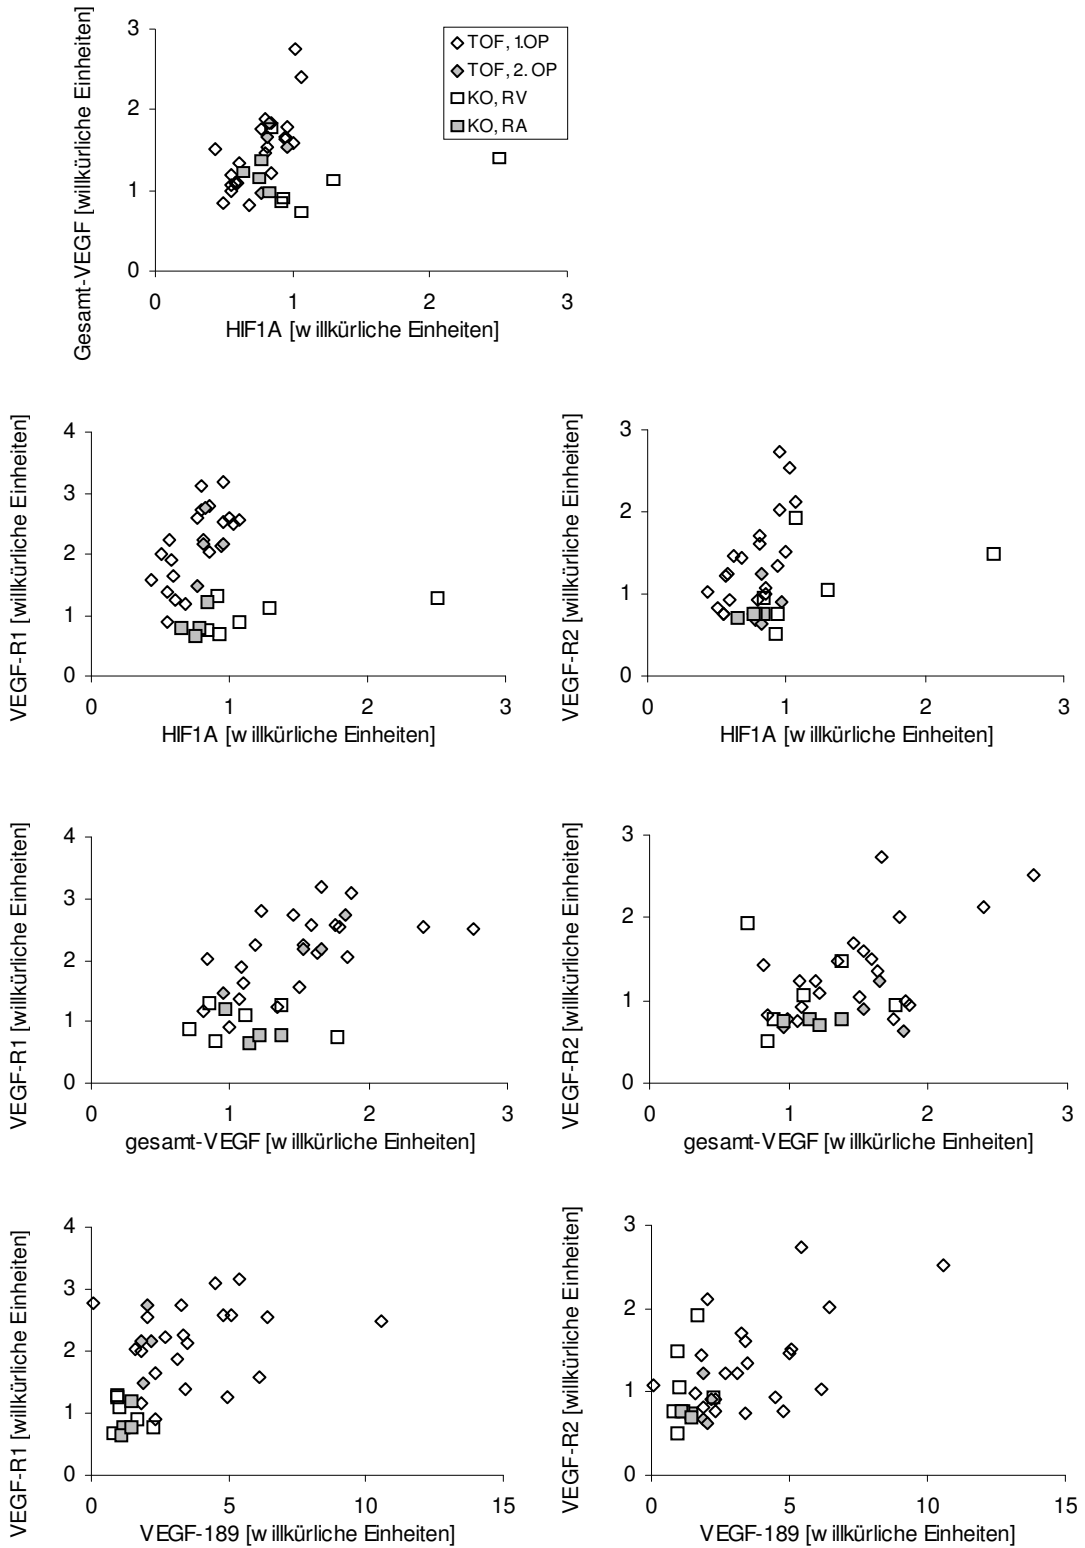 Gesamt-VEGF [willkürliche Einheiten]
3
2
1
0
TOF, 1.OP
TOF, 2. OP
KO, RV
KO, RA
0 1 2 3
HIF1A [willkürliche Einheiten]
VEGF-R1 [willkürliche Einheiten]
4
3
2
1
0
0 1 2 3
HIF1A [willkürliche Einheiten]
VEGF-R2 [willkürliche Einheiten]
3
2
1
0
0 1 2 3
HIF1A [willkürliche Einheiten]
VEGF-R1 [willkürliche Einheiten]
4
3
2
1
0
0 1 2 3
gesamt-VEGF [willkürliche Einheiten]
VEGF-R2 [willkürliche Einheiten]
3
2
1
0
0 1 2 3
gesamt-VEGF [willkürliche Einheiten]
VEGF-R1 [willkürliche Einheiten]
4
3
2
1
0
0 5 10 15
VEGF-189 [willkürliche Einheiten]
VEGF-R2 [willkürliche Einheiten]
3
2
1
0
0 5 10 15
VEGF-189 [willkürliche Einheiten]